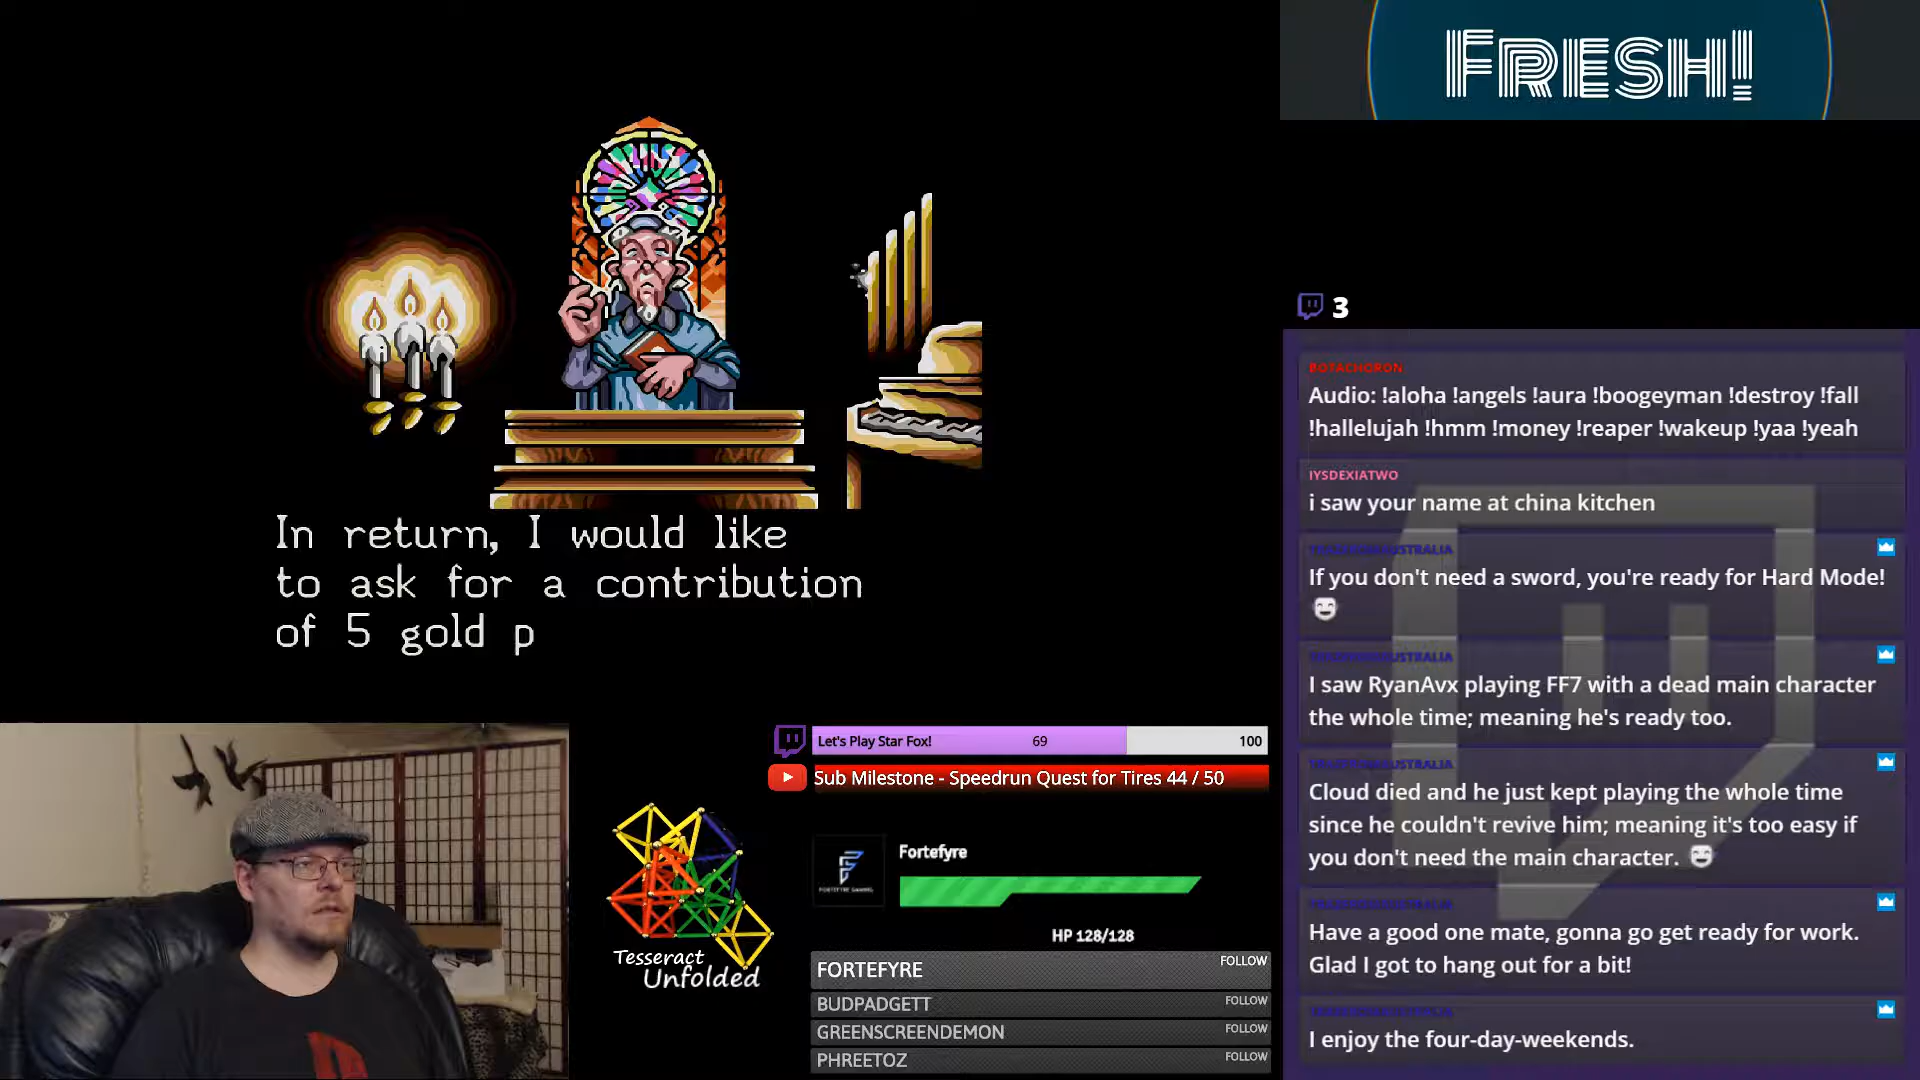 FRESH!
3
BOTACHORON
Audio: !aloha !angels !aura !boogeyman !destroy !fall
!hallelujah !hmm !money !reaper !wakeup !yaa !yeah
IYSDEXIATWO
i saw your name at china kitchen
If you don't need a sword, you're ready for Hard Mode!
I saw RyanAvx playing FF7 with a dead main character
the whole time; meaning he's ready too.
Cloud died and he just kept playing the whole time
since he couldn't revive him; meaning it's too easy if
you don't need the main character.
Have a good one mate, gonna go get ready for work.
Glad I got to hang out for a bit!
I enjoy the four-day-weekends.
In return, I would like
to ask for a contribution
of 5 gold p
Let's Play Star Fox! 69 100
Sub Milestone - Speedrun Quest for Tires 44 / 50
Tesseract
Unfolded
FORTEFYRE GAMING
Fortefyre
HP 128/128
FORTEFYRE FOLLOW
BUDPADGETT FOLLOW
GREENSCREENDEMON FOLLOW
PHREETOZ FOLLOW